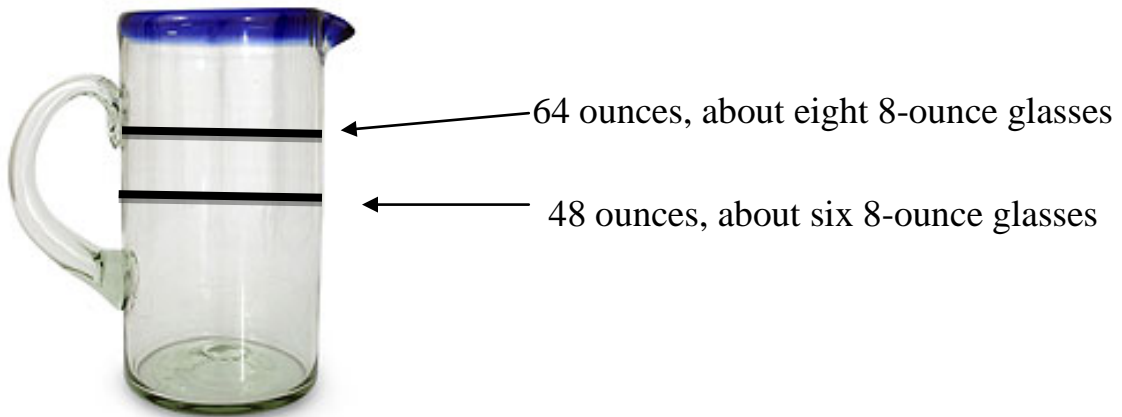 64 ounces, about eight 8-ounce glasses
48 ounces, about six 8-ounce glasses